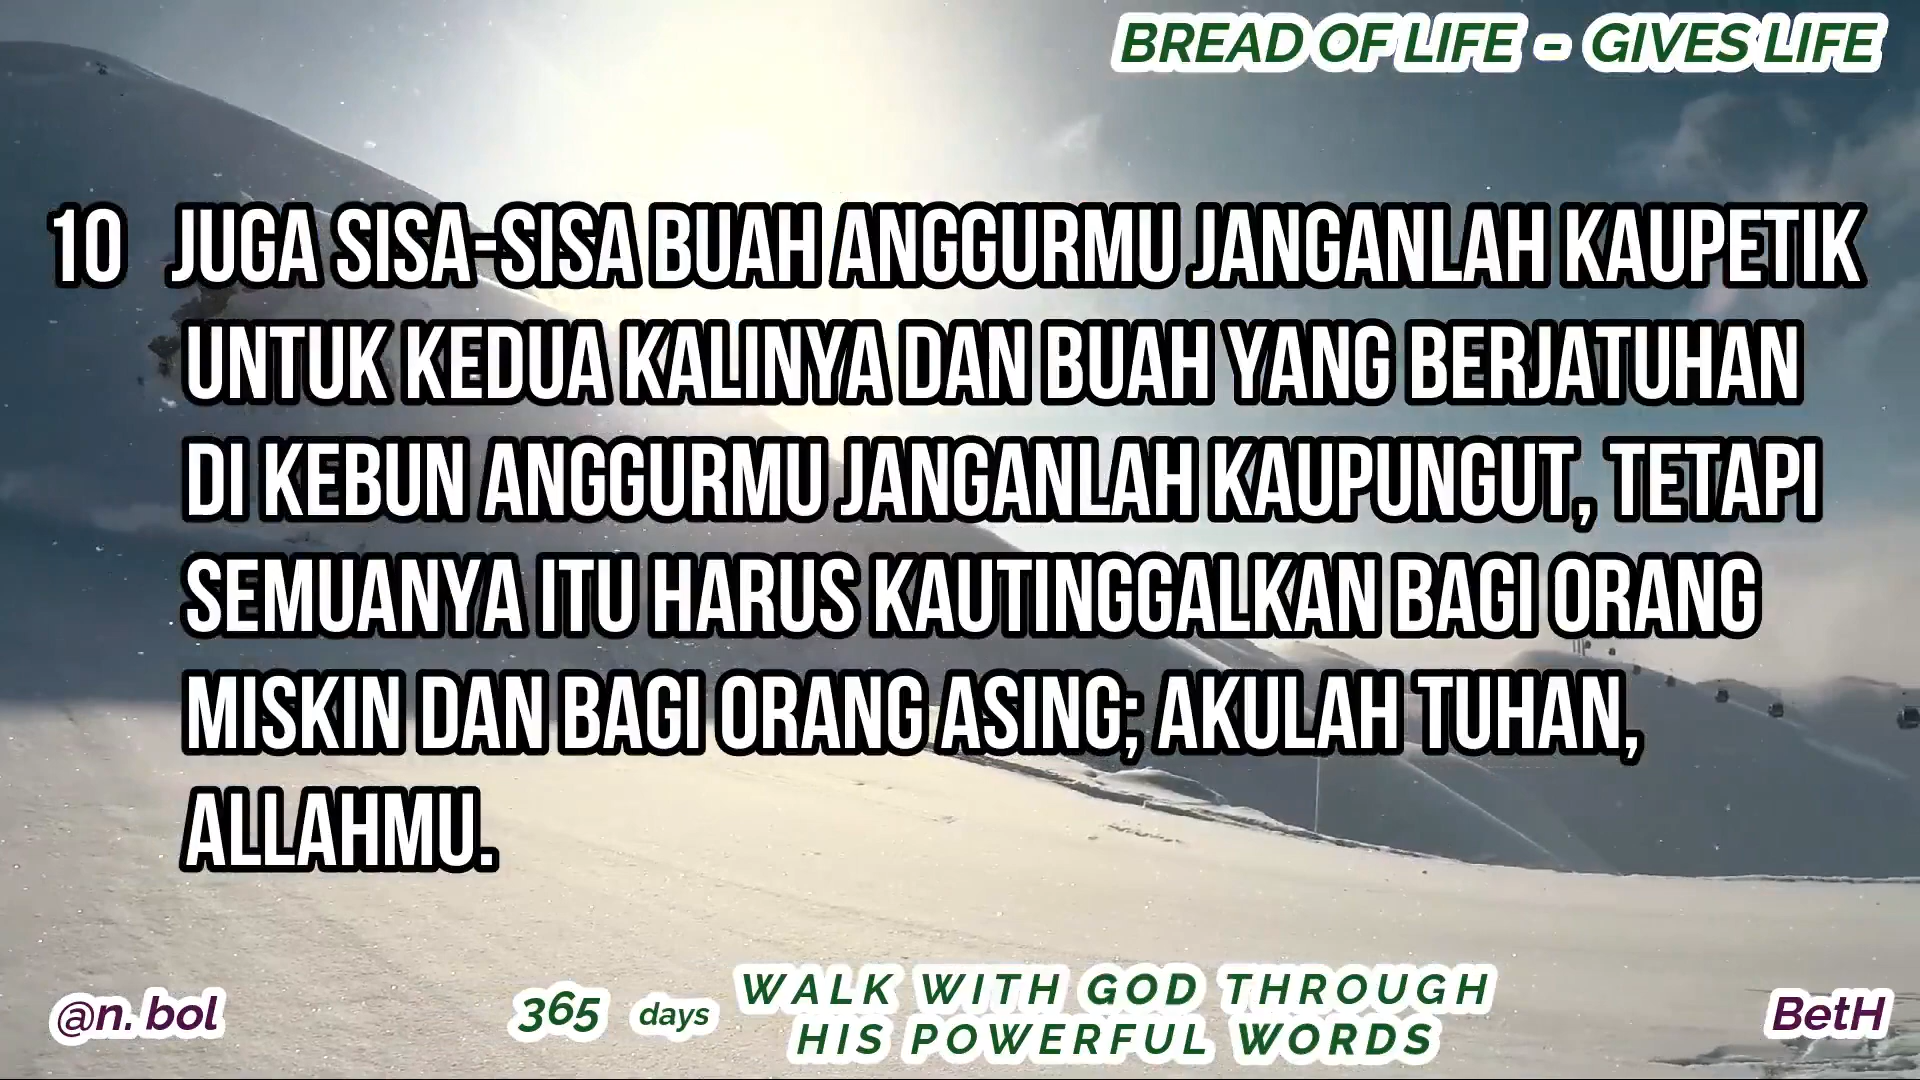 BREAD OF LIFE - GIVES LIFE
10 JUGA SISA-SISA BUAH ANGGURMU JANGANLAH KAUPETIK
UNTUK KEDUA KALINYA DAN BUAH YANG BERJATUHAN
DI KEBUN ANGGURMU JANGANLAH KAUPUNGUT, TETAPI
SEMUANYA ITU HARUS KAUTINGGALKAN BAGI ORANG
MISKIN DAN BAGI ORANG ASING; AKULAH TUHAN,
ALLAHMU.
@n. bol
365 days
WALK WITH GOD THROUGH
HIS POWERFUL WORDS
BetH